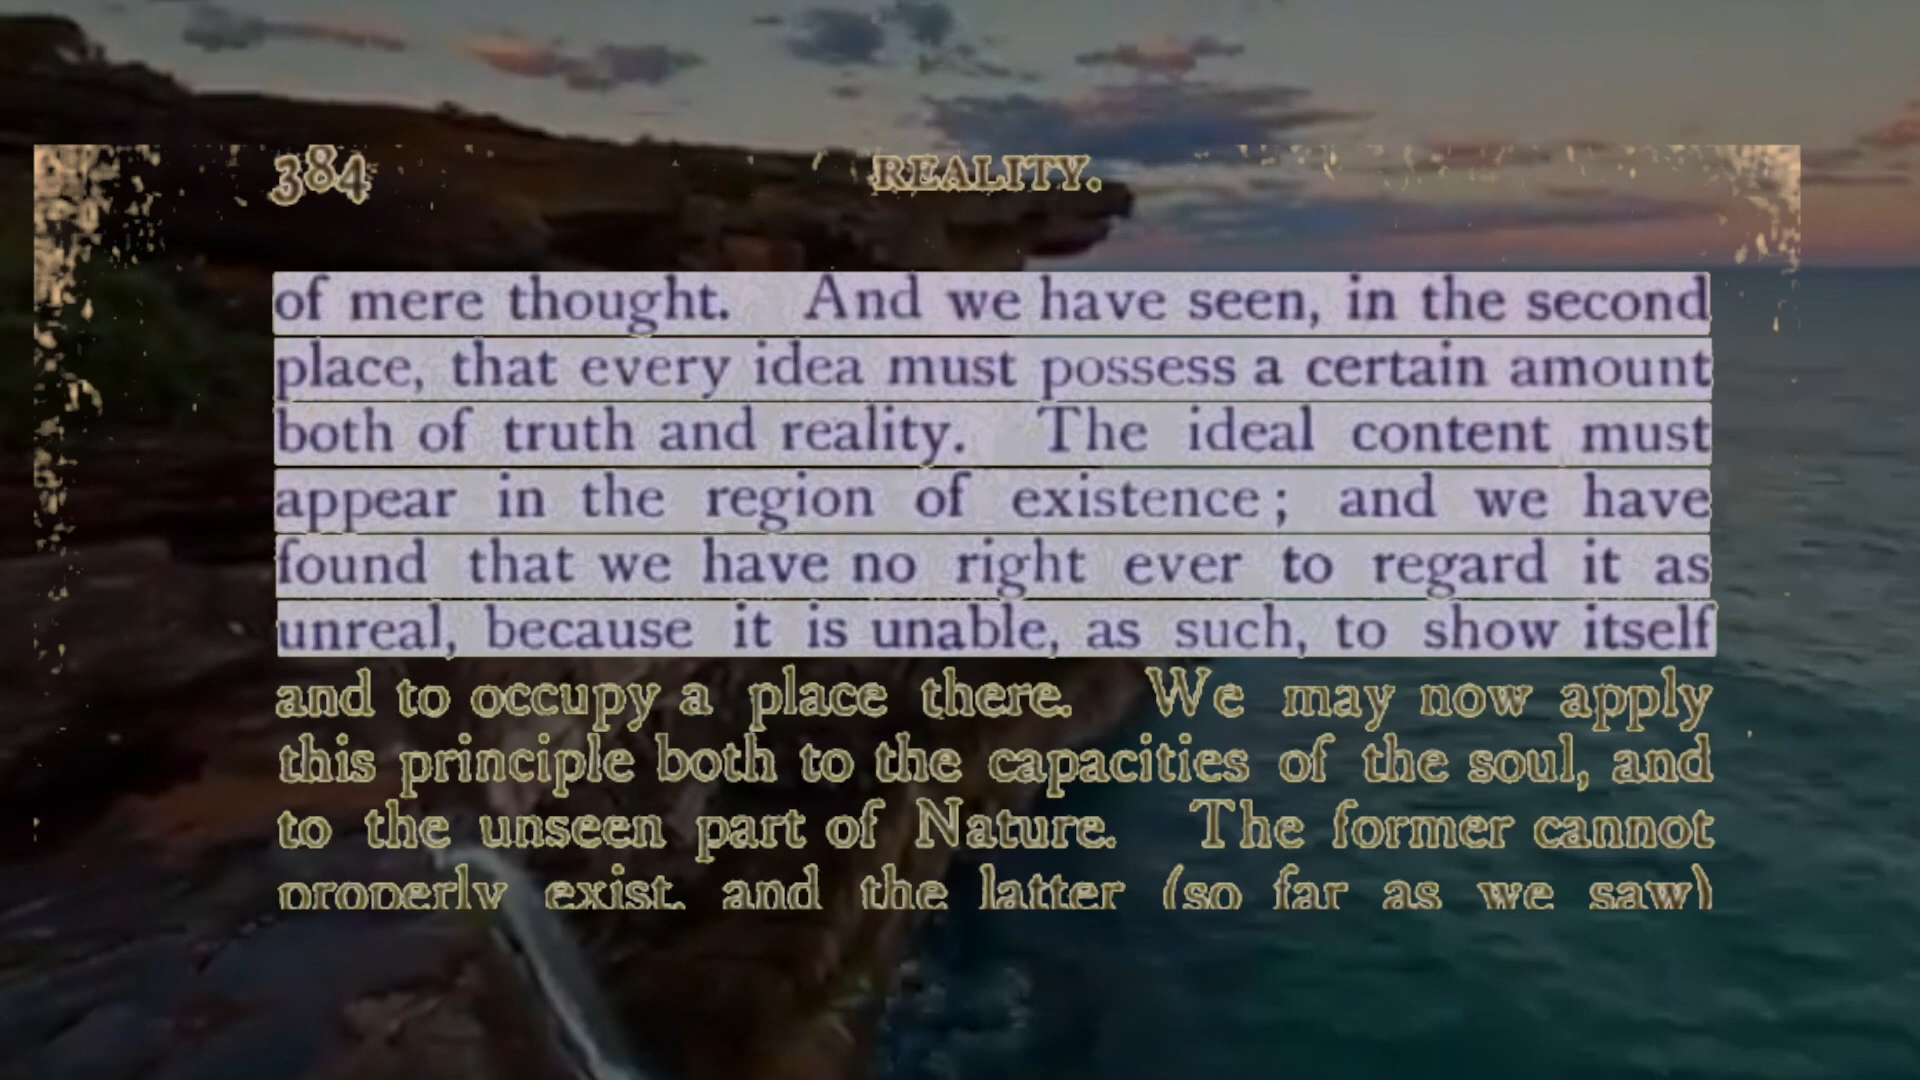 384 REALITY.
of mere thought. And we have seen, in the second
place, that every idea must possess a certain amount
both of truth and reality. The ideal content must
appear in the region of existence; and we have
found that we have no right ever to regard it as
unreal, because it is unable, as such, to show itself
and to occupy a place there. We may now apply
this principle both to the capacities of the soul, and
to the unseen part of Nature. The former cannot
properly exist, and the latter (so far as we saw)